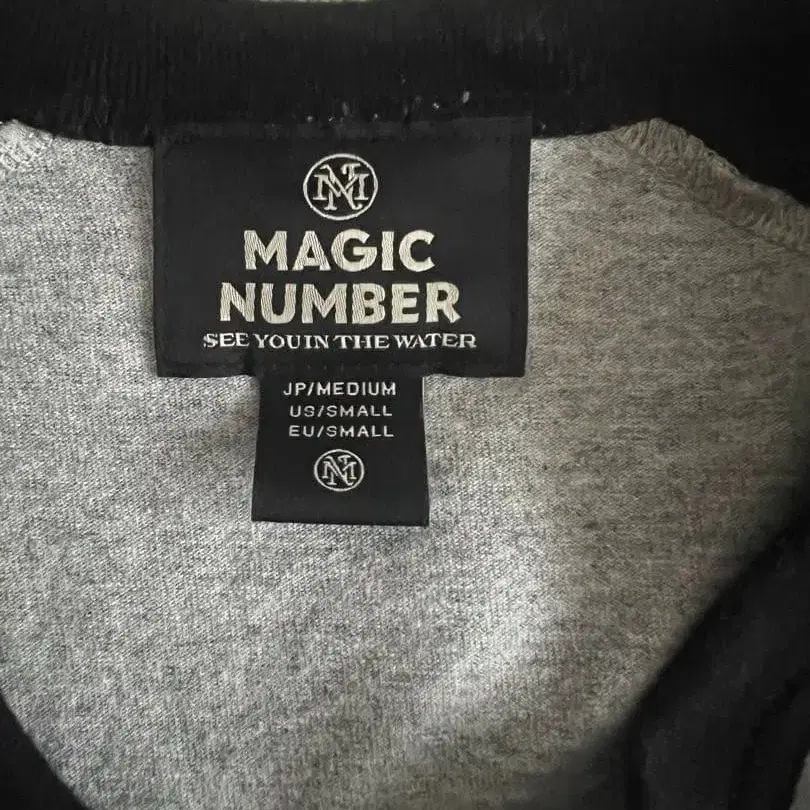 MN
MAGIC
NUMBER
SEE YOU IN THE WATER
JP/MEDIUM
US/SMALL
EU/SMALL
MN